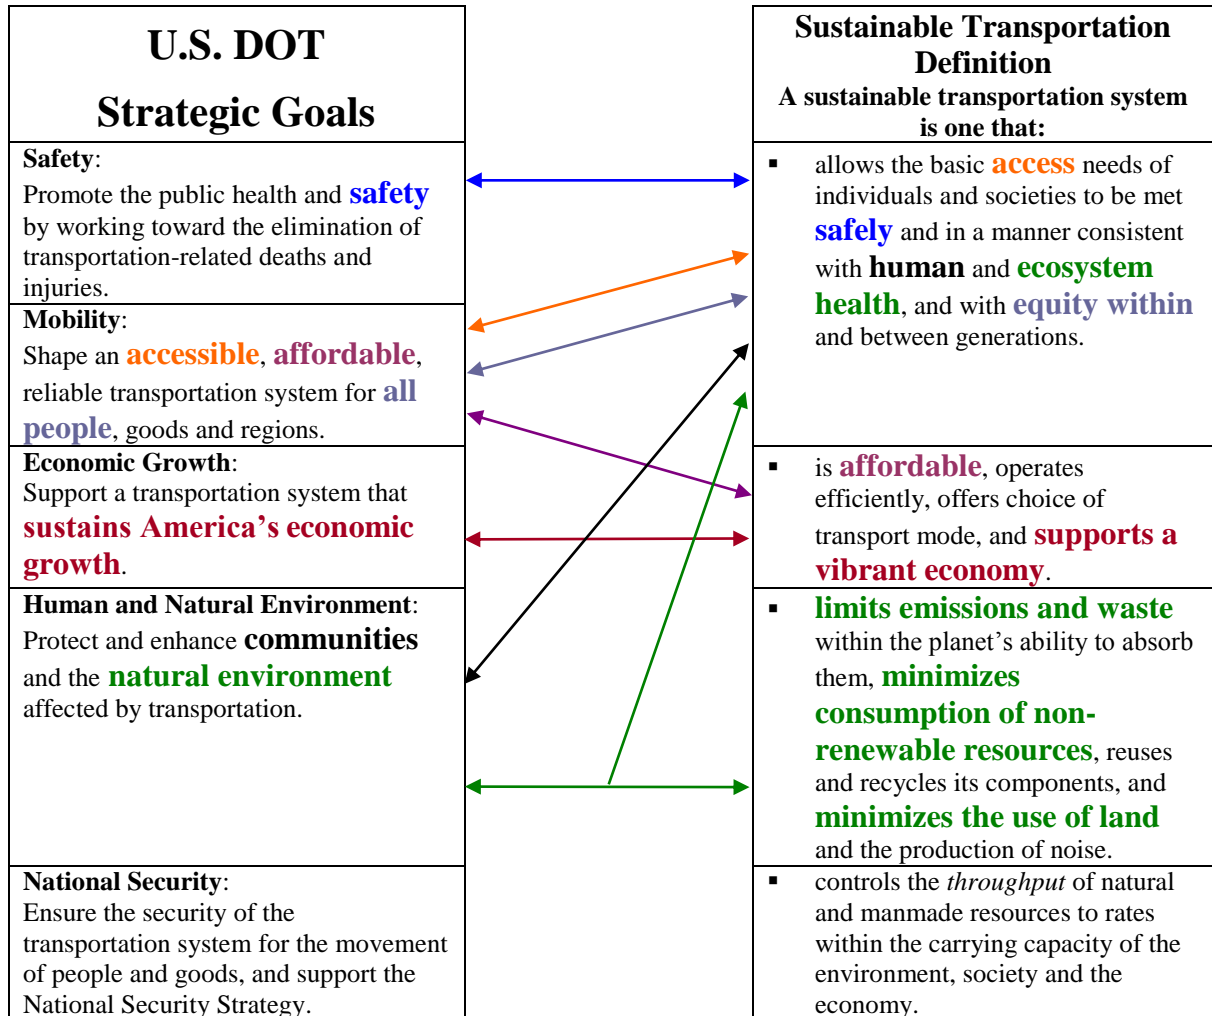 U.S. DOT
Strategic Goals
Safety:
Promote the public health and safety
by working toward the elimination of
transportation-related deaths and
injuries.
Mobility:
Shape an accessible, affordable,
reliable transportation system for all
people, goods and regions.
Economic Growth:
Support a transportation system that
sustains America’s economic
growth.
Human and Natural Environment:
Protect and enhance communities
and the natural environment
affected by transportation.
National Security:
Ensure the security of the
transportation system for the movement
of people and goods, and support the
National Security Strategy.
Sustainable Transportation
Definition
A sustainable transportation system
is one that:
▪ allows the basic access needs of
individuals and societies to be met
safely and in a manner consistent
with human and ecosystem
health, and with equity within
and between generations.
▪ is affordable, operates
efficiently, offers choice of
transport mode, and supports a
vibrant economy.
▪ limits emissions and waste
within the planet’s ability to absorb
them, minimizes
consumption of non-
renewable resources, reuses
and recycles its components, and
minimizes the use of land
and the production of noise.
▪ controls the throughput of natural
and manmade resources to rates
within the carrying capacity of the
environment, society and the
economy.